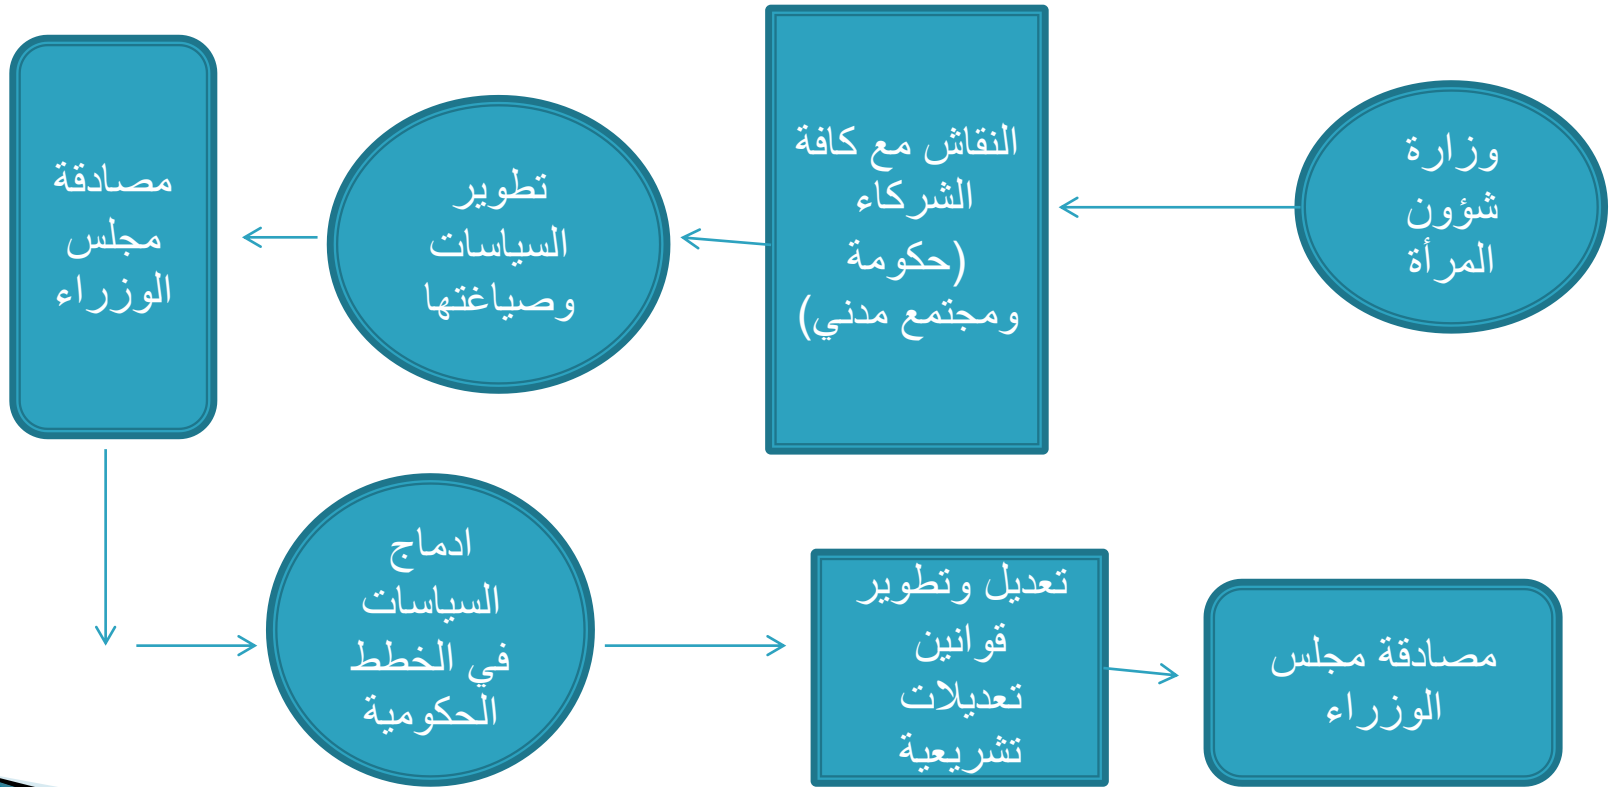 وزارة
شؤون
المرأة
النقاش مع كافة
الشركاء
(حكومة
ومجتمع مدني)
تطوير
السياسات
وصياغتها
مصادقة
مجلس
الوزراء
ادماج
السياسات
في الخطط
الحكومية
تعديل وتطوير
قوانين
تعديلات
تشريعية
مصادقة مجلس
الوزراء